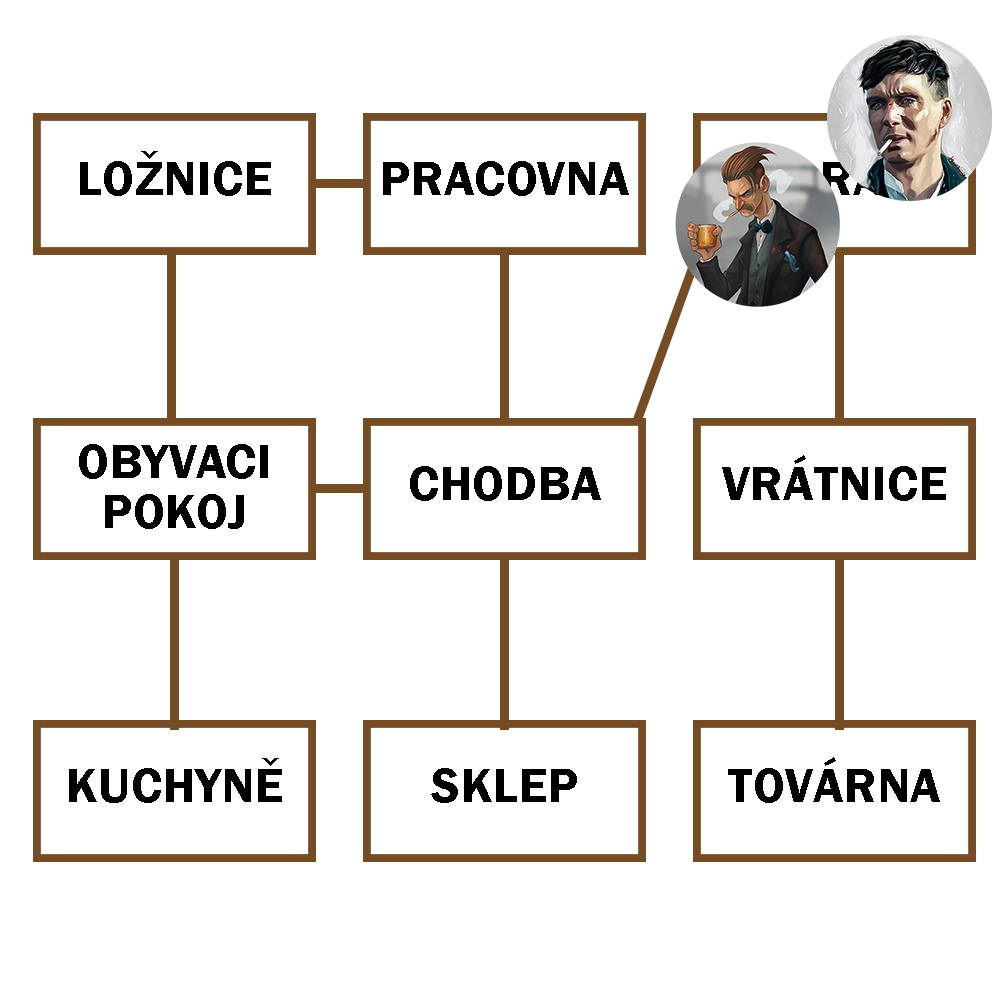 LOŽNICE
PRACOVNA
OBYVACI
POKOJ
CHODBA
VRÁTNICE
KUCHYNĚ
SKLEP
TOVÁRNA